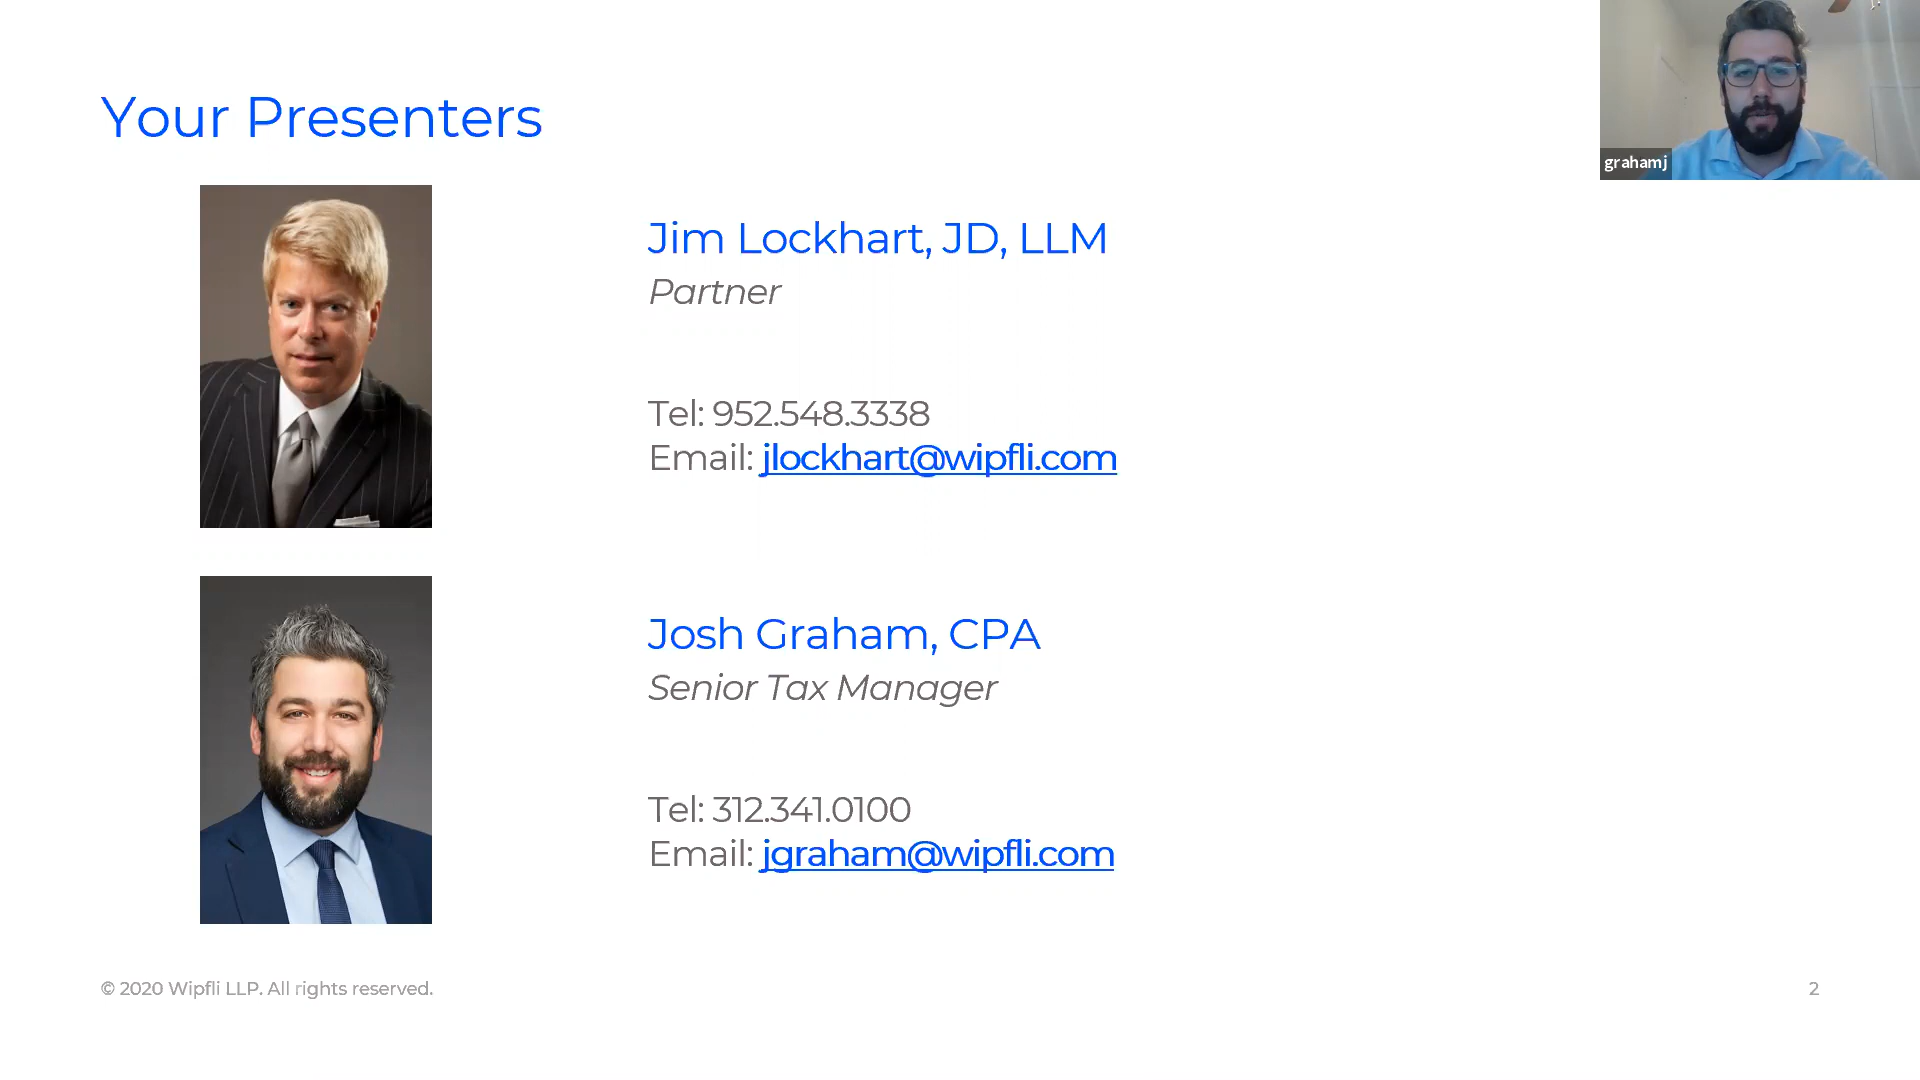 Your Presenters
grahamj
Jim Lockhart, JD, LLM
Partner
Tel: 952.548.3338
Email: jlockhart@wipfli.com
Josh Graham, CPA
Senior Tax Manager
Tel: 312.341.0100
Email: jgraham@wipfli.com
© 2020 Wipfli LLP. All rights reserved.
2